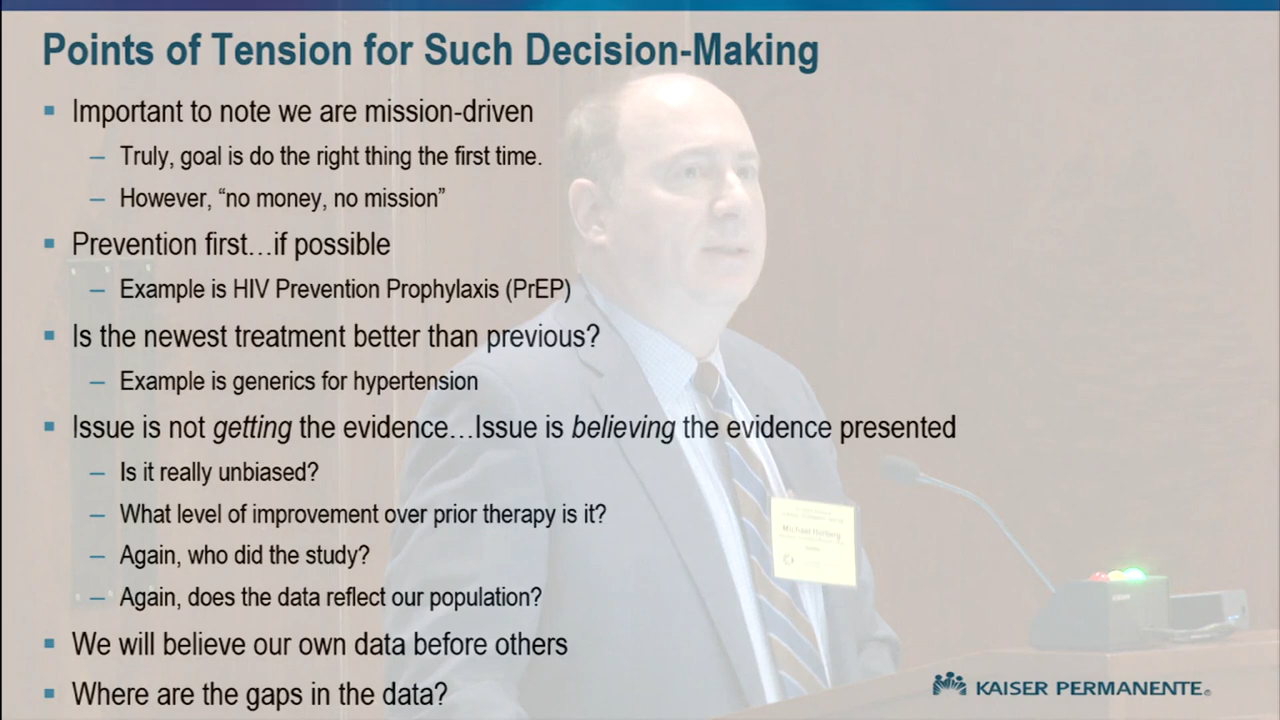 Points of Tension for Such Decision-Making
▪ Important to note we are mission-driven
– Truly, goal is do the right thing the first time.
– However, “no money, no mission”
▪ Prevention first…if possible
– Example is HIV Prevention Prophylaxis (PrEP)
▪ Is the newest treatment better than previous?
– Example is generics for hypertension
▪ Issue is not getting the evidence…Issue is believing the evidence presented
– Is it really unbiased?
– What level of improvement over prior therapy is it?
– Again, who did the study?
– Again, does the data reflect our population?
▪ We will believe our own data before others
▪ Where are the gaps in the data?
Michael Horberg
KAISER PERMANENTE®